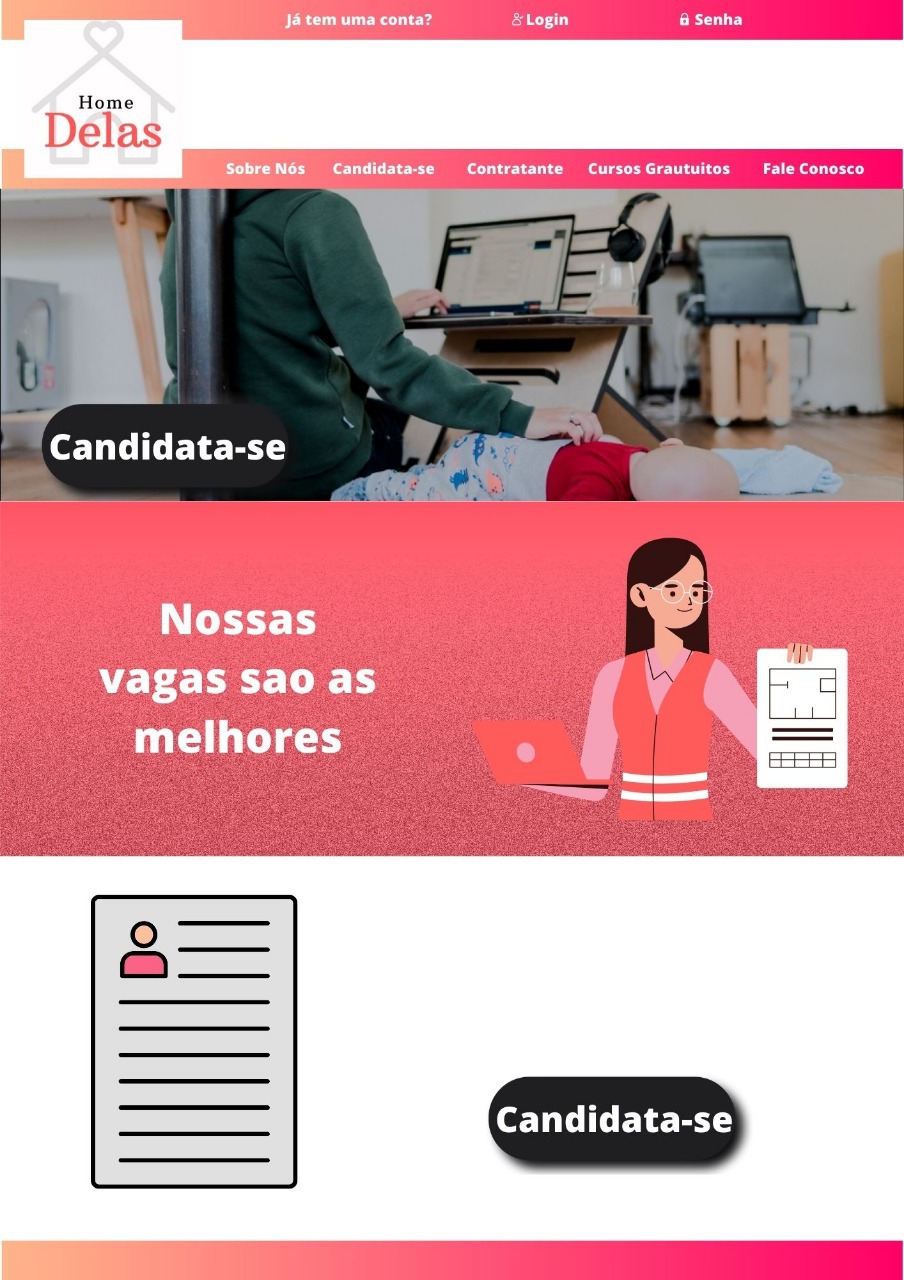 Já tem uma conta? Login Senha
Home
Delas
Sobre Nós Candidata-se Contratante Cursos Grautuitos Fale Conosco
Candidata-se
Nossas
vagas sao as
melhores
Candidata-se